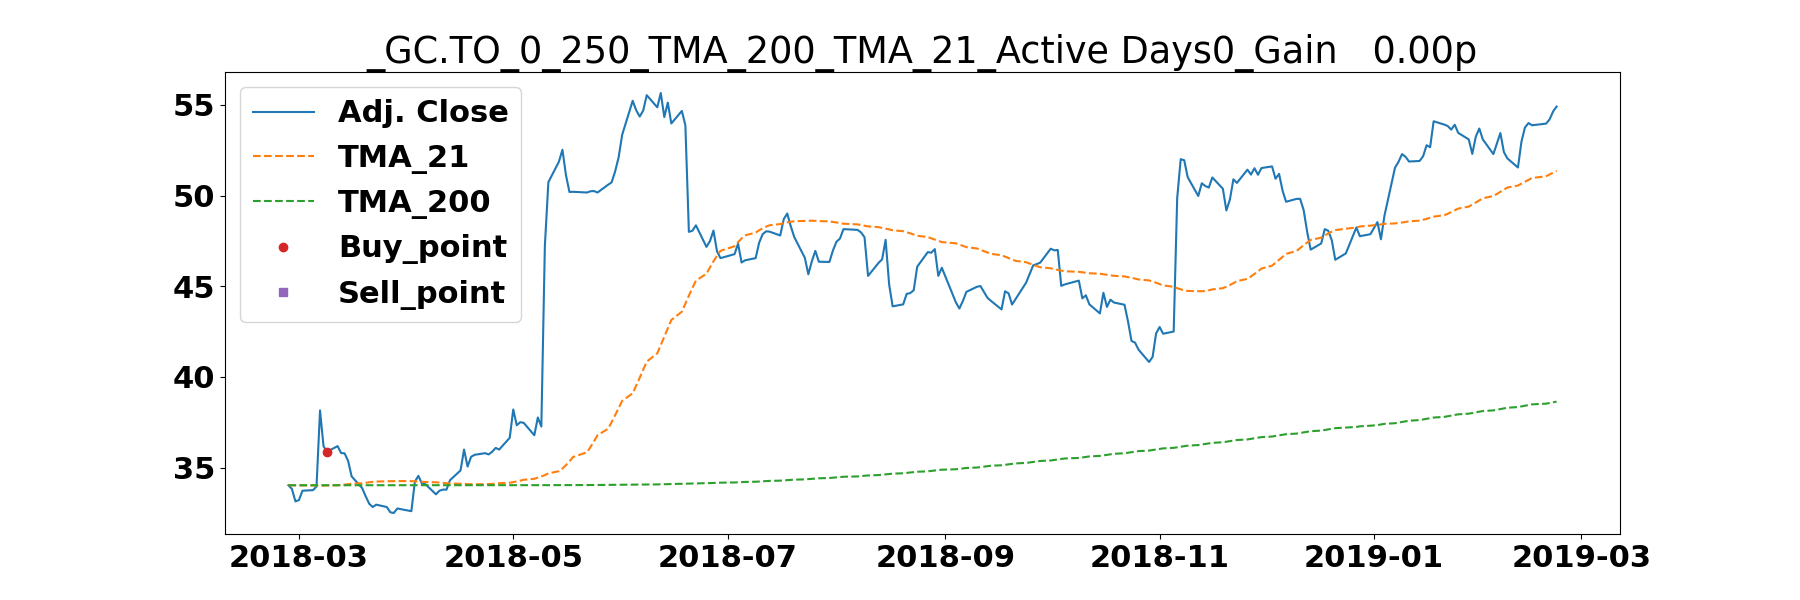 _GC.TO_0_250_TMA_200_TMA_21_Active Days0_Gain   0.00p
Adj. Close
TMA_21
TMA_200
Buy_point
Sell_point
55
50
45
40
35
2018-03 2018-05 2018-07 2018-09 2018-11 2019-01 2019-03